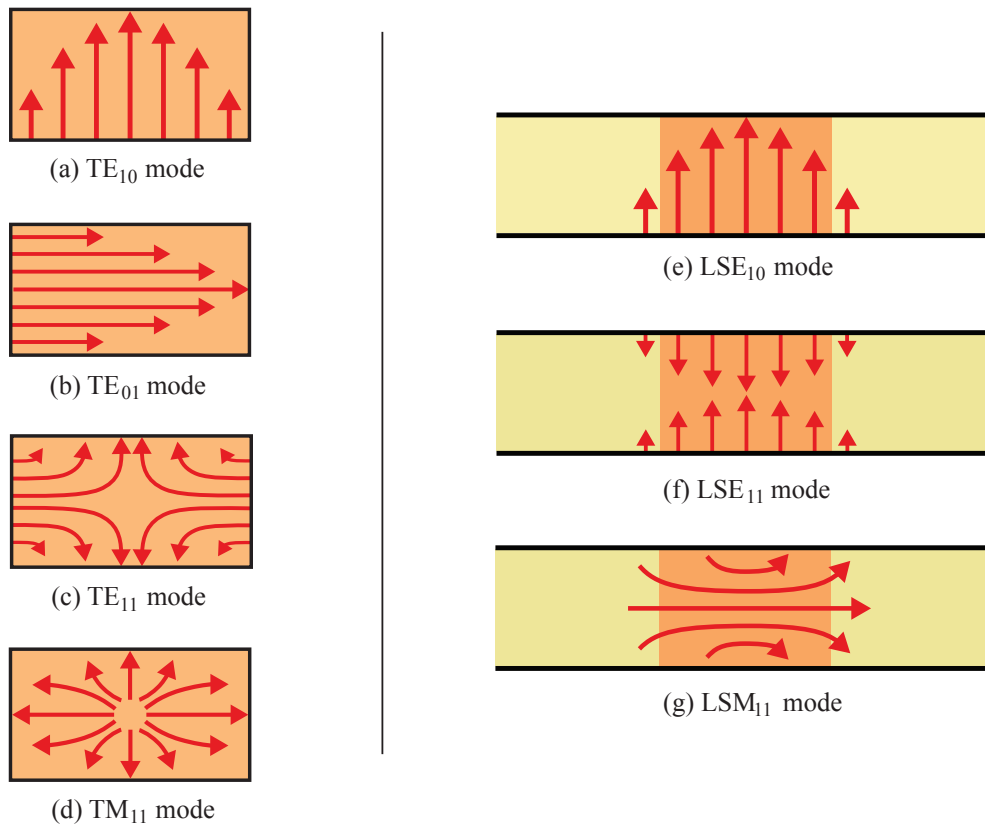 (a) TE₁₀ mode
(b) TE₀₁ mode
(c) TE₁₁ mode
(d) TM₁₁ mode
(e) LSE₁₀ mode
(f) LSE₁₁ mode
(g) LSM₁₁ mode